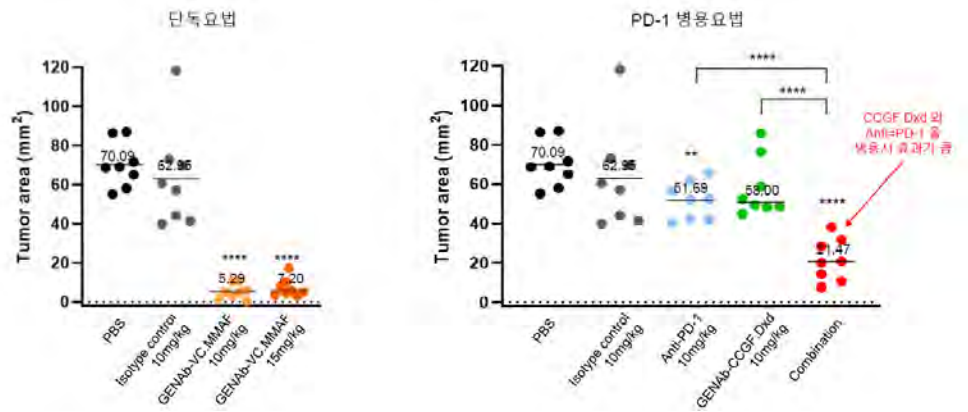 단독요법
Tumor area (mm²)
120
100
80
60
40
20
0
70.09
62.95
****
5.29
****
7.20
PBS
Isotype control
10mg/kg
GENAb-VC.MMAF
10mg/kg
GENAb-VC.MMAF
15mg/kg
PD-1 병용요법
Tumor area (mm²)
120
100
80
60
40
20
0
****
****
CCGF Dxd 와
Anti=PD-1 을
병용시 효과가 큼
70.09
62.95
**
51.69
58.00
****
21.47
PBS
Isotype control
10mg/kg
Anti-PD-1
10mg/kg
GENAb-CCGF.Dxd
10mg/kg
Combination